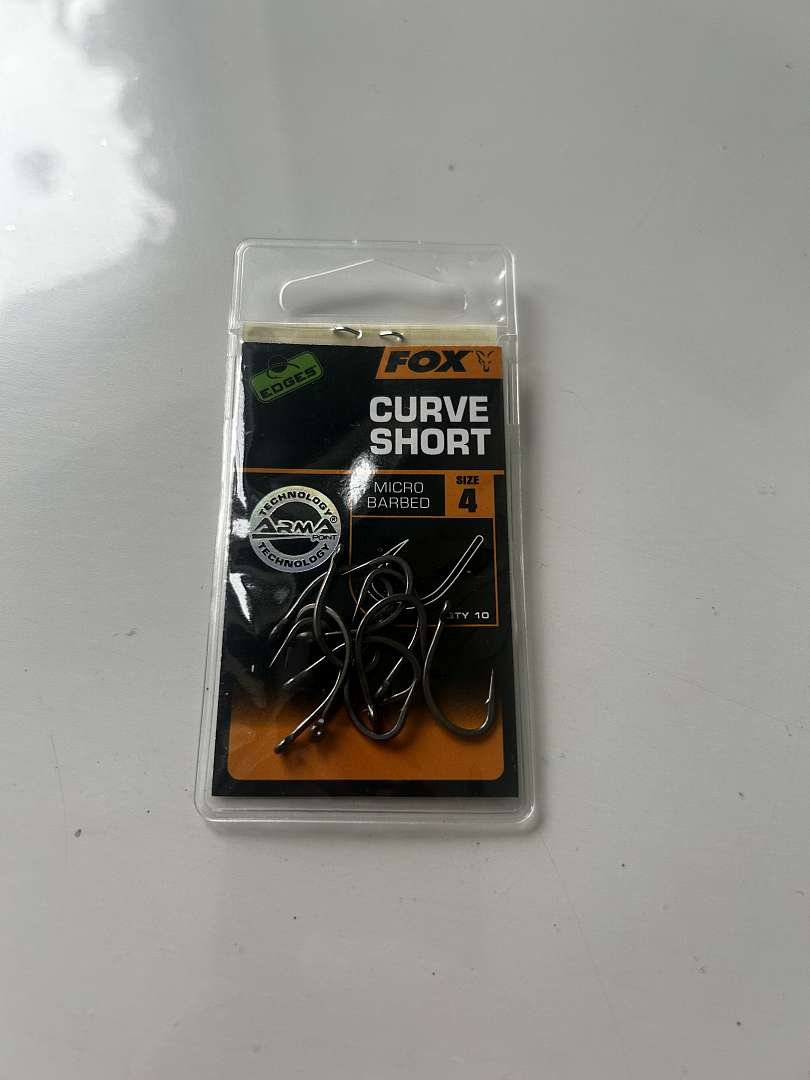 EDGES
FOX
CURVE
SHORT
MICRO
BARBED
SIZE
4
TECHNOLOGY®
ARMA
POINT
TECHNOLOGY
QTY 10